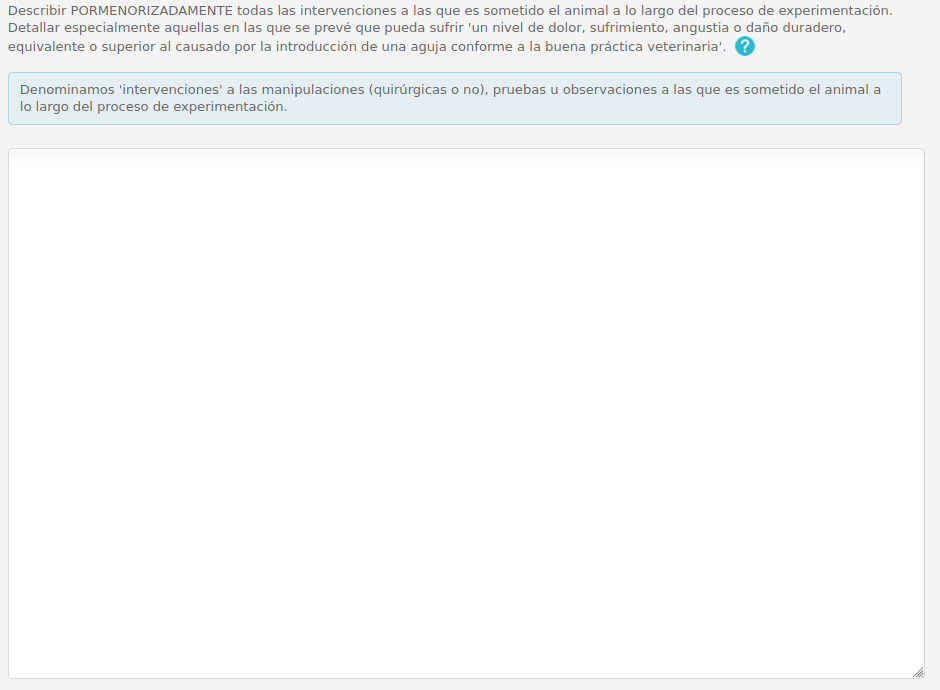 Describir PORMENORIZADAMENTE todas las intervenciones a las que es sometido el animal a lo largo del proceso de experimentación.
Detallar especialmente aquellas en las que se prevé que pueda sufrir 'un nivel de dolor, sufrimiento, angustia o daño duradero,
equivalente o superior al causado por la introducción de una aguja conforme a la buena práctica veterinaria'. ?
Denominamos 'intervenciones' a las manipulaciones (quirúrgicas o no), pruebas u observaciones a las que es sometido el animal a
lo largo del proceso de experimentación.